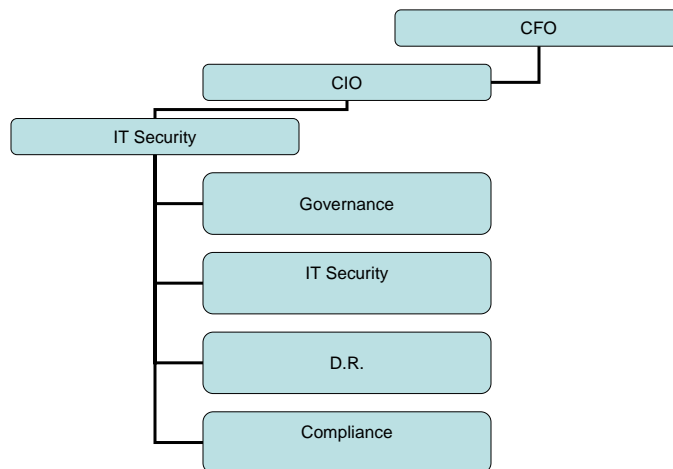 CFO
CIO
IT Security
Governance
IT Security
D.R.
Compliance